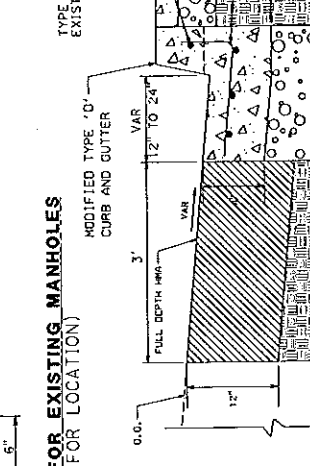 TYPE
EXIST
6"
MODIFIED TYPE 'D'
CURB AND GUTTER
FOR EXISTING MANHOLES
FOR LOCATION)
3'
VAR
12" TO 24"
FULL DEPTH HMA
VAR
12"